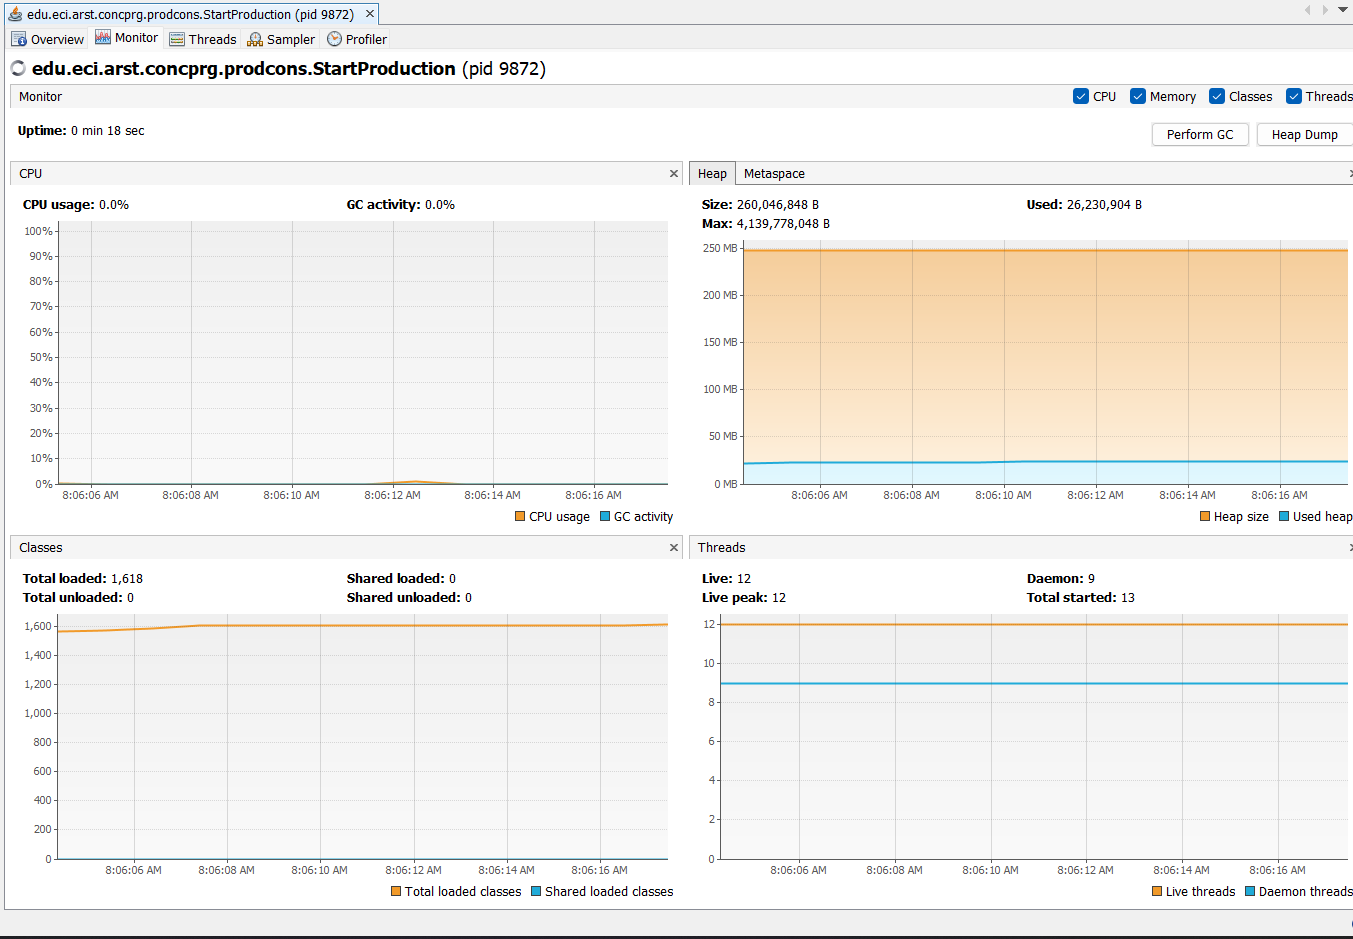 edu.eci.arst.concprg.prodcons.StartProduction (pid 9872)
Overview Monitor Threads Sampler Profiler
edu.eci.arst.concprg.prodcons.StartProduction (pid 9872)
Monitor CPU Memory Classes Threads
Uptime: 0 min 18 sec
Perform GC Heap Dump
CPU
CPU usage: 0.0% GC activity: 0.0%
100%
90%
80%
70%
60%
50%
40%
30%
20%
10%
0%
8:06:06 AM 8:06:08 AM 8:06:10 AM 8:06:12 AM 8:06:14 AM 8:06:16 AM
CPU usage GC activity
Heap Metaspace
Size: 260,046,848 B Used: 26,230,904 B
Max: 4,139,778,048 B
250 MB
200 MB
150 MB
100 MB
50 MB
0 MB
8:06:06 AM 8:06:08 AM 8:06:10 AM 8:06:12 AM 8:06:14 AM 8:06:16 AM
Heap size Used heap
Classes
Total loaded: 1,618 Shared loaded: 0
Total unloaded: 0 Shared unloaded: 0
1,600
1,400
1,200
1,000
800
600
400
200
0
8:06:06 AM 8:06:08 AM 8:06:10 AM 8:06:12 AM 8:06:14 AM 8:06:16 AM
Total loaded classes Shared loaded classes
Threads
Live: 12 Daemon: 9
Live peak: 12 Total started: 13
12
10
8
6
4
2
0
8:06:06 AM 8:06:08 AM 8:06:10 AM 8:06:12 AM 8:06:14 AM 8:06:16 AM
Live threads Daemon threads